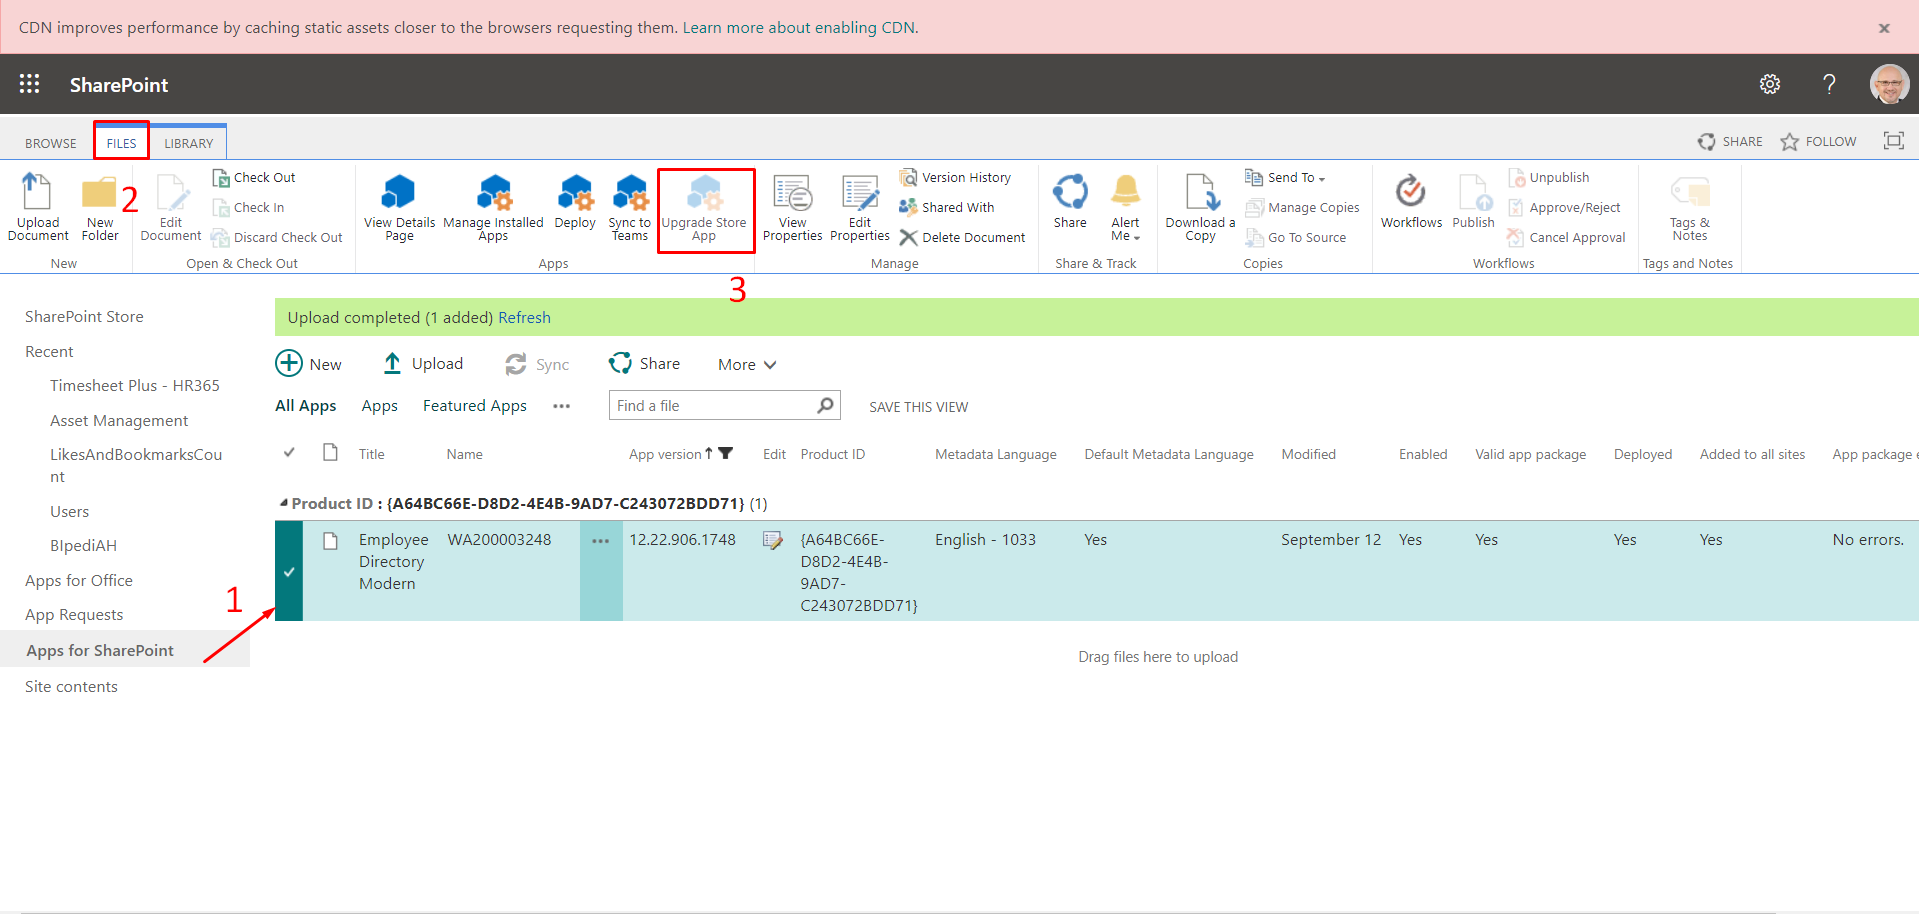 CDN improves performance by caching static assets closer to the browsers requesting them. Learn more about enabling CDN.
SharePoint
BROWSE FILES LIBRARY SHARE FOLLOW
Upload Document
New Folder
New
2
Edit Document
Check Out
Check In
Discard Check Out
Open & Check Out
View Details Page
Manage Installed Apps
Deploy
Sync to Teams
Upgrade Store App
Apps
3
View Properties
Edit Properties
Version History
Shared With
Delete Document
Manage
Share
Alert Me
Share & Track
Download a Copy
Send To
Manage Copies
Go To Source
Copies
Workflows
Publish
Unpublish
Approve/Reject
Cancel Approval
Workflows
Tags & Notes
Tags and Notes
SharePoint Store
Recent
Timesheet Plus - HR365
Asset Management
LikesAndBookmarksCou
nt
Users
BIpediAH
Apps for Office
App Requests
1
Apps for SharePoint
Site contents
Upload completed (1 added) Refresh
New Upload Sync Share More
All Apps Apps Featured Apps ••• Find a file SAVE THIS VIEW
Title Name App version Edit Product ID Metadata Language Default Metadata Language Modified Enabled Valid app package Deployed Added to all sites App package e
Product ID : {A64BC66E-D8D2-4E4B-9AD7-C243072BDD71} (1)
Employee WA200003248 ••• 12.22.906.1748 {A64BC66E- English - 1033 Yes September 12 Yes Yes Yes Yes No errors.
Directory D8D2-4E4B-
Modern 9AD7-
C243072BDD71}
Drag files here to upload